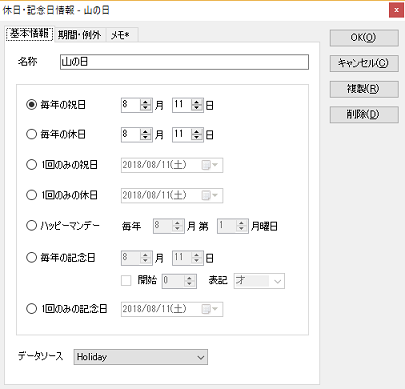 休日・記念日情報 - 山の日
基本情報 期間・例外 メモ*
OK(O)
キャンセル(C)
複製(R)
削除(D)
名称 山の日
毎年の祝日 8 月 11 日
毎年の休日 8 月 11 日
1回のみの祝日 2018/08/11(土)
1回のみの休日 2018/08/11(土)
ハッピーマンデー 毎年 8 月 第 1 月曜日
毎年の記念日 8 月 11 日
開始 0 表記 才
1回のみの記念日 2018/08/11(土)
データソース Holiday